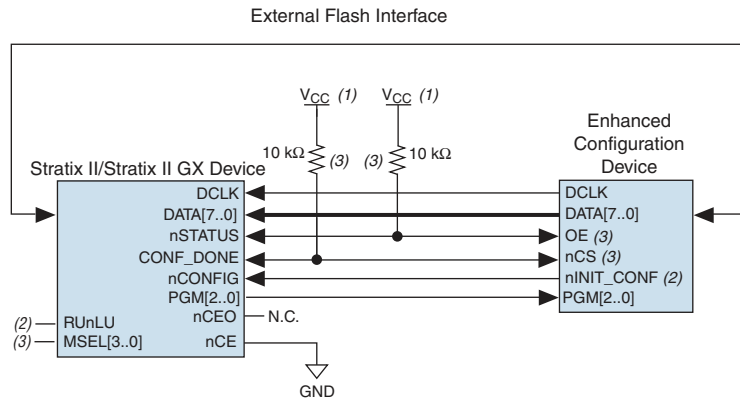 External Flash Interface
VCC (1)
VCC (1)
10 kΩ
(3)
(3)
10 kΩ
Enhanced
Configuration
Device
Stratix II/Stratix II GX Device
DCLK
DATA[7..0]
nSTATUS
CONF_DONE
nCONFIG
PGM[2..0]
nCEO
N.C.
nCE
GND
(2)
RUnLU
(3)
MSEL[3..0]
DCLK
DATA[7..0]
OE (3)
nCS (3)
nINIT_CONF (2)
PGM[2..0]